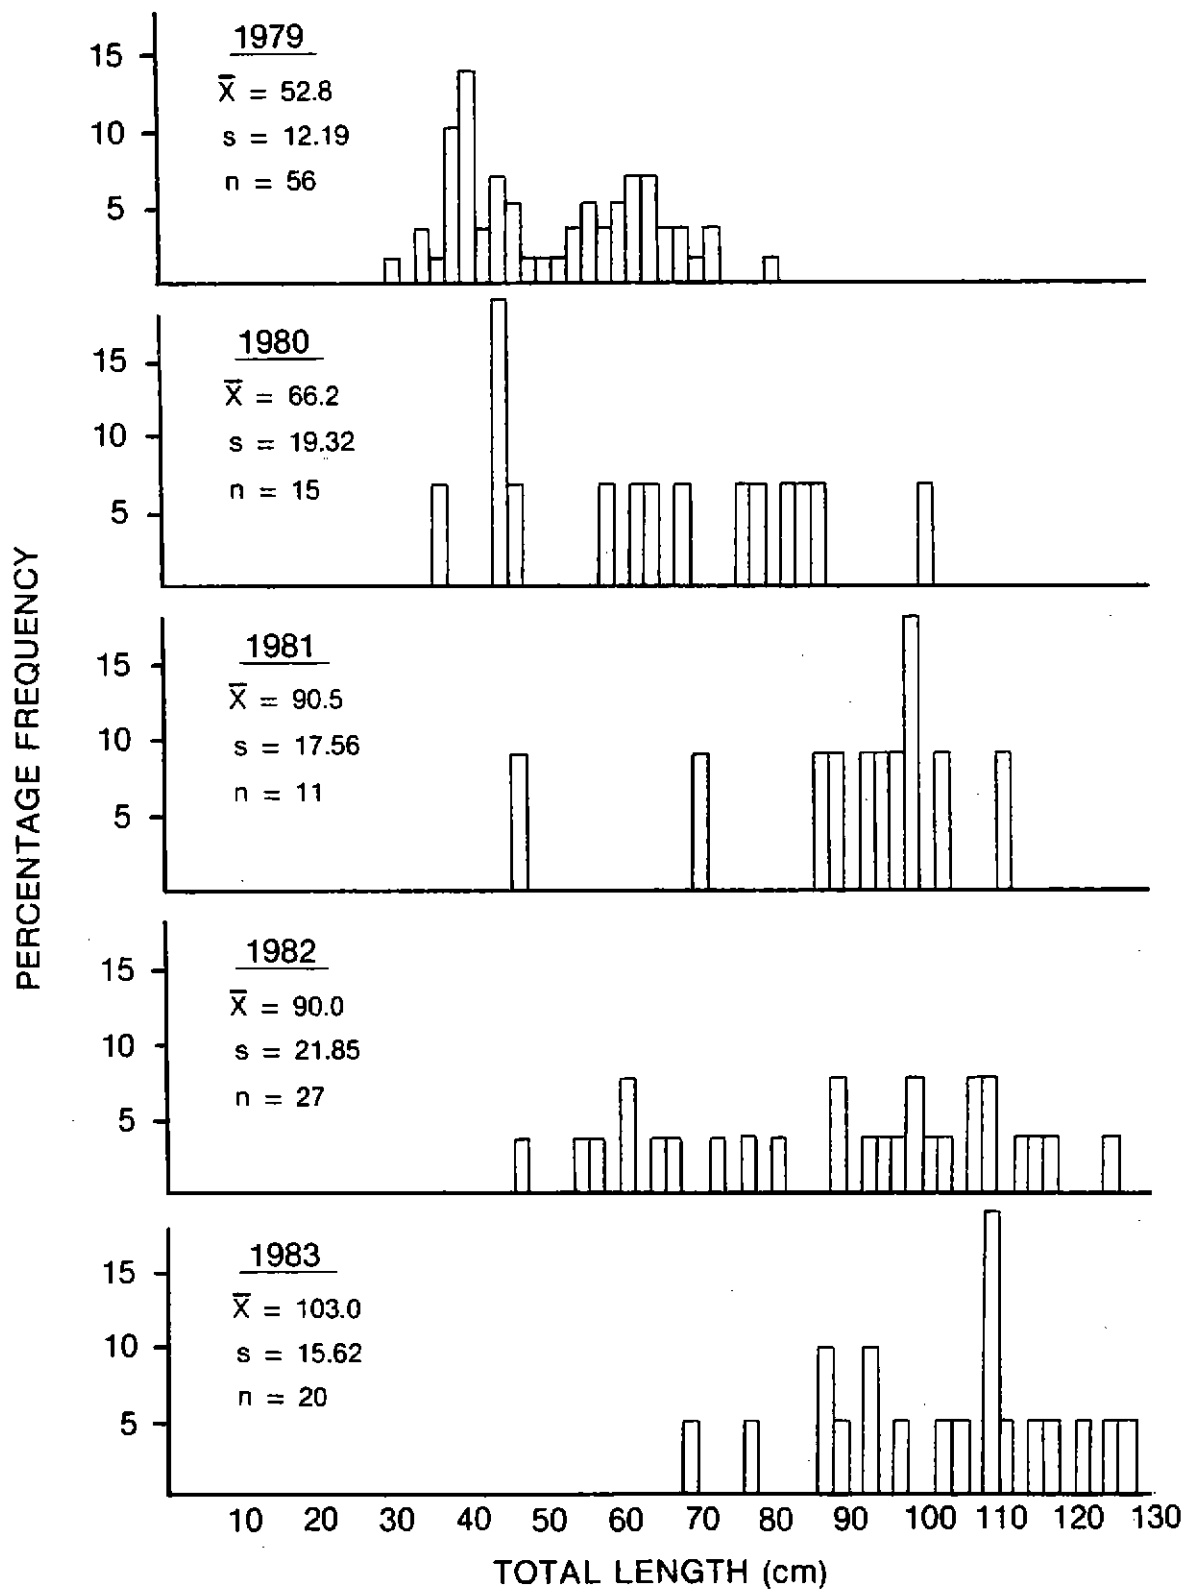 PERCENTAGE FREQUENCY
1979
X̄ = 52.8
s = 12.19
n = 56
15
10
5
1980
X̄ = 66.2
s = 19.32
n = 15
15
10
5
1981
X̄ = 90.5
s = 17.56
n = 11
15
10
5
1982
X̄ = 90.0
s = 21.85
n = 27
15
10
5
1983
X̄ = 103.0
s = 15.62
n = 20
15
10
5
10 20 30 40 50 60 70 80 90 100 110 120 130
TOTAL LENGTH (cm)